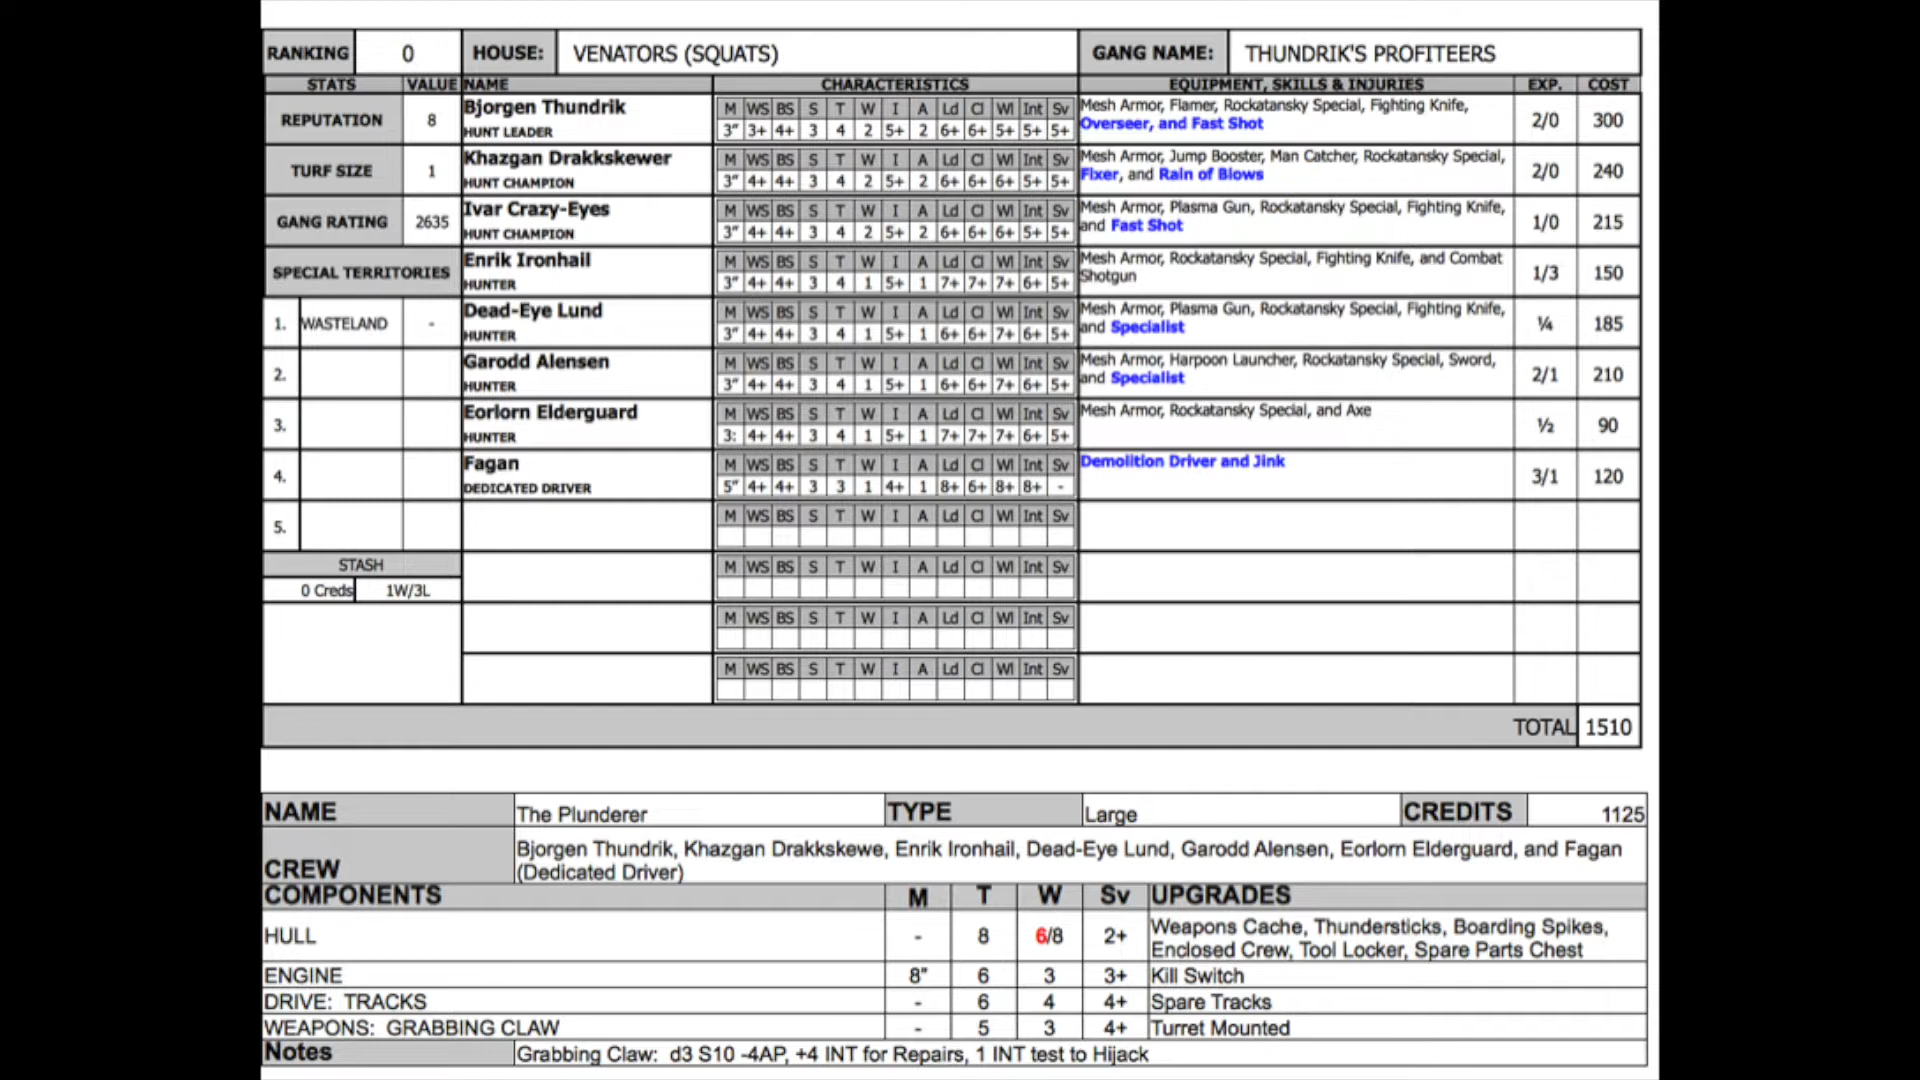 RANKING 0 HOUSE: VENATORS (SQUATS) GANG NAME: THUNDRIK'S PROFITEERS
STATS VALUE NAME CHARACTERISTICS EQUIPMENT, SKILLS & INJURIES EXP. COST
REPUTATION 8
Bjorgen Thundrik
HUNT LEADER
M WS BS S T W I A Ld Cl Wl Int Sv
3" 3+ 4+ 3 4 2 5+ 2 6+ 6+ 5+ 5+ 5+
Mesh Armor, Flamer, Rockatansky Special, Fighting Knife,
Overseer, and Fast Shot
2/0 300
TURF SIZE 1
Khazgan Drakkskewer
HUNT CHAMPION
M WS BS S T W I A Ld Cl Wl Int Sv
3" 4+ 4+ 3 4 2 5+ 2 6+ 6+ 6+ 5+ 5+
Mesh Armor, Jump Booster, Man Catcher, Rockatansky Special,
Fixer, and Rain of Blows
2/0 240
GANG RATING 2635
Ivar Crazy-Eyes
HUNT CHAMPION
M WS BS S T W I A Ld Cl Wl Int Sv
3" 4+ 4+ 3 4 2 5+ 2 6+ 6+ 6+ 5+ 5+
Mesh Armor, Plasma Gun, Rockatansky Special, Fighting Knife,
and Fast Shot
1/0 215
SPECIAL TERRITORIES
Enrik Ironhail
HUNTER
M WS BS S T W I A Ld Cl Wl Int Sv
3" 4+ 4+ 3 4 1 5+ 1 7+ 7+ 7+ 6+ 5+
Mesh Armor, Rockatansky Special, Fighting Knife, and Combat
Shotgun
1/3 150
1. WASTELAND -
Dead-Eye Lund
HUNTER
M WS BS S T W I A Ld Cl Wl Int Sv
3" 4+ 4+ 3 4 1 5+ 1 6+ 6+ 7+ 6+ 5+
Mesh Armor, Plasma Gun, Rockatansky Special, Fighting Knife,
and Specialist
¼ 185
2.
Garodd Alensen
HUNTER
M WS BS S T W I A Ld Cl Wl Int Sv
3" 4+ 4+ 3 4 1 5+ 1 6+ 6+ 7+ 6+ 5+
Mesh Armor, Harpoon Launcher, Rockatansky Special, Sword,
and Specialist
2/1 210
3.
Eorlorn Elderguard
HUNTER
M WS BS S T W I A Ld Cl Wl Int Sv
3: 4+ 4+ 3 4 1 5+ 1 7+ 7+ 7+ 6+ 5+
Mesh Armor, Rockatansky Special, and Axe
½ 90
4.
Fagan
DEDICATED DRIVER
M WS BS S T W I A Ld Cl Wl Int Sv
5" 4+ 4+ 3 3 1 4+ 1 8+ 6+ 8+ 8+ -
Demolition Driver and Jink
3/1 120
5.
M WS BS S T W I A Ld Cl Wl Int Sv
STASH
M WS BS S T W I A Ld Cl Wl Int Sv
0 Creds 1W/3L
M WS BS S T W I A Ld Cl Wl Int Sv
M WS BS S T W I A Ld Cl Wl Int Sv
TOTAL 1510
NAME The Plunderer TYPE Large CREDITS 1125
CREW Bjorgen Thundrik, Khazgan Drakkskewe, Enrik Ironhail, Dead-Eye Lund, Garodd Alensen, Eorlorn Elderguard, and Fagan
(Dedicated Driver)
COMPONENTS M T W Sv UPGRADES
HULL - 8 6/8 2+ Weapons Cache, Thundersticks, Boarding Spikes,
Enclosed Crew, Tool Locker, Spare Parts Chest
ENGINE 8" 6 3 3+ Kill Switch
DRIVE: TRACKS - 6 4 4+ Spare Tracks
WEAPONS: GRABBING CLAW - 5 3 4+ Turret Mounted
Notes Grabbing Claw: d3 S10 -4AP, +4 INT for Repairs, 1 INT test to Hijack